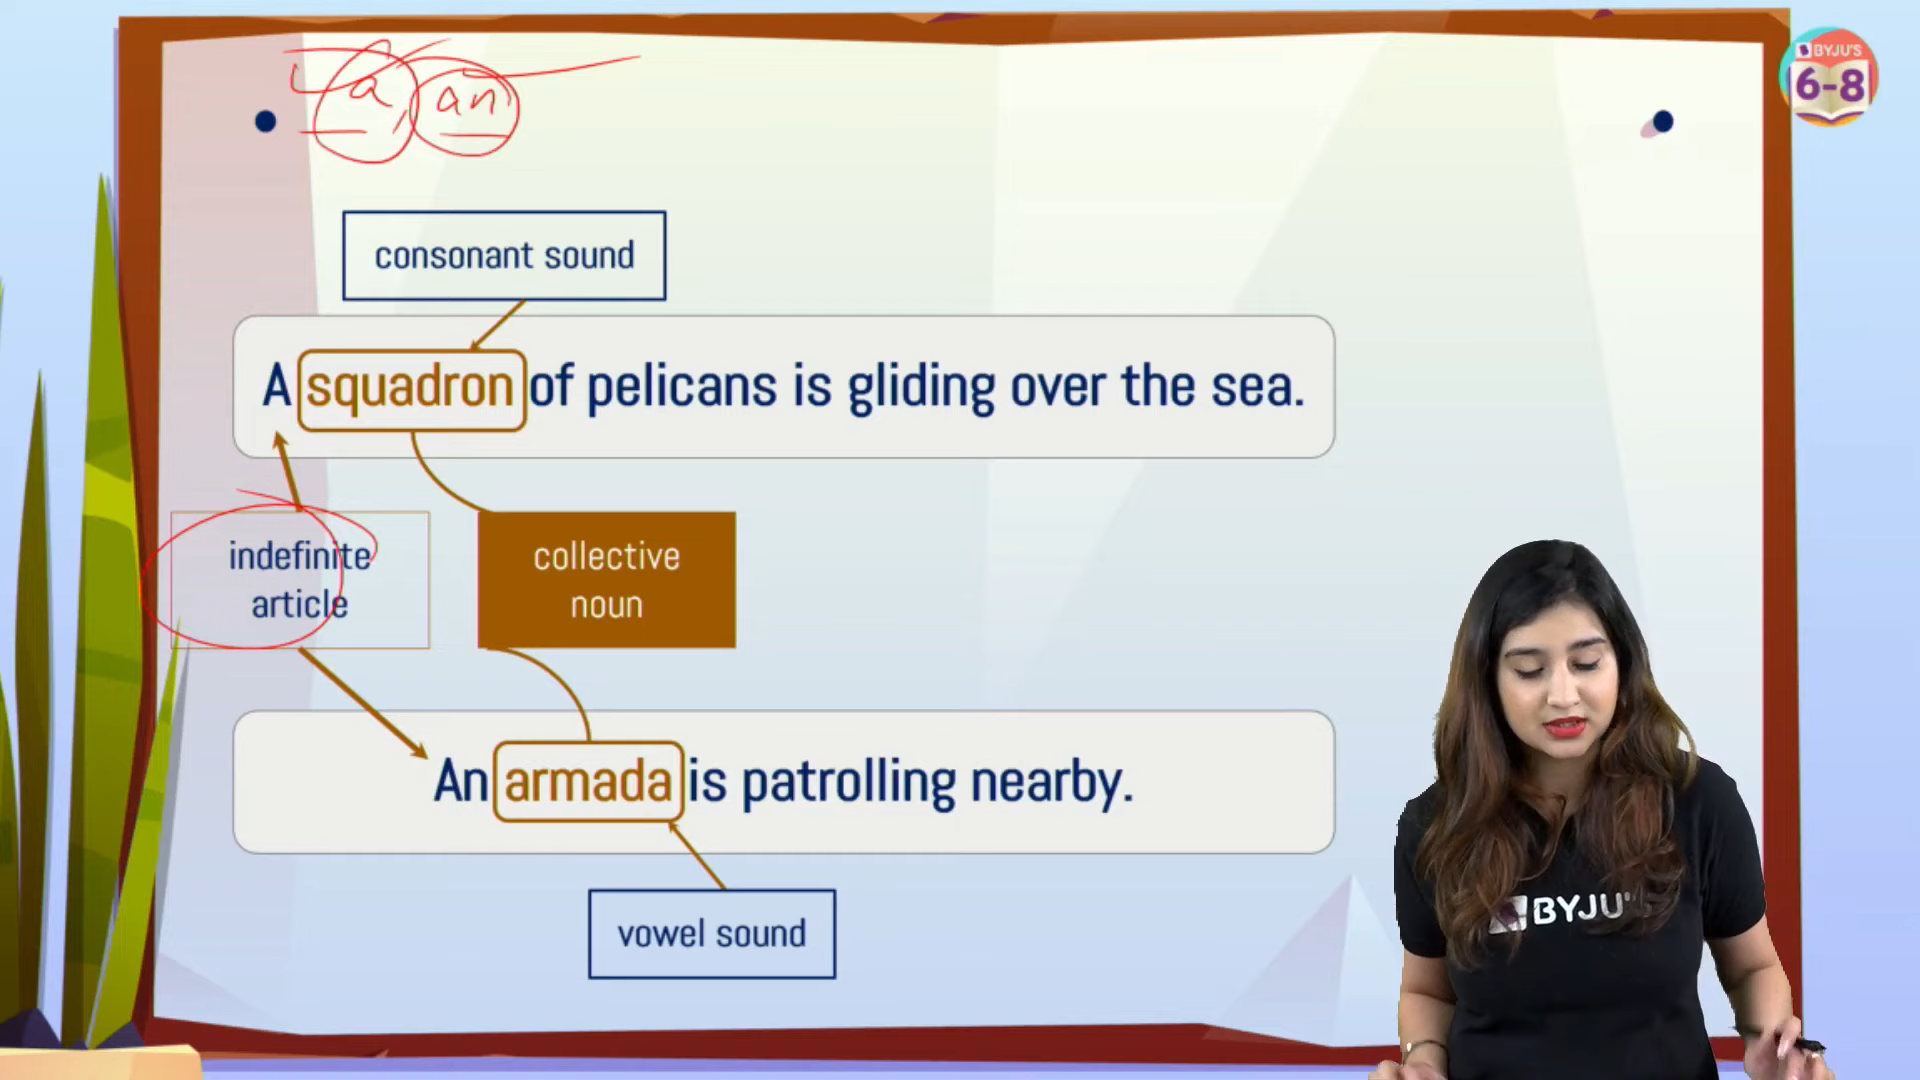 a, an
BYJU'S
6-8
consonant sound
A squadron of pelicans is gliding over the sea.
indefinite
article
collective
noun
An armada is patrolling nearby.
vowel sound
BYJU'S